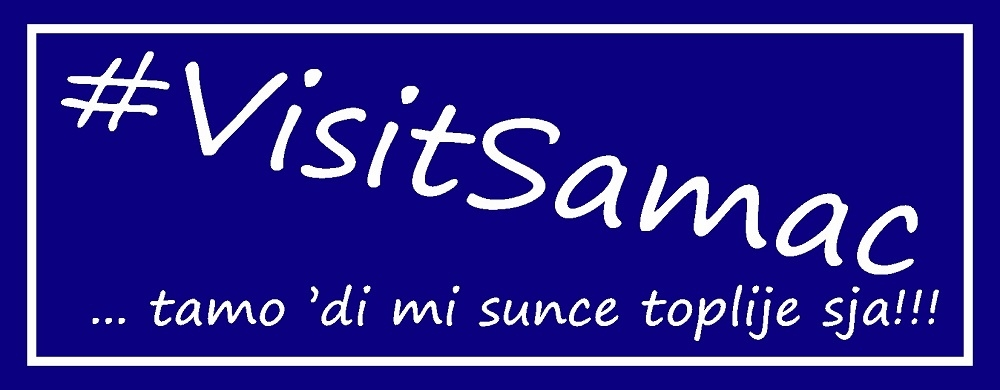 #VisitSamac
... tamo 'di mi sunce toplije sja!!!